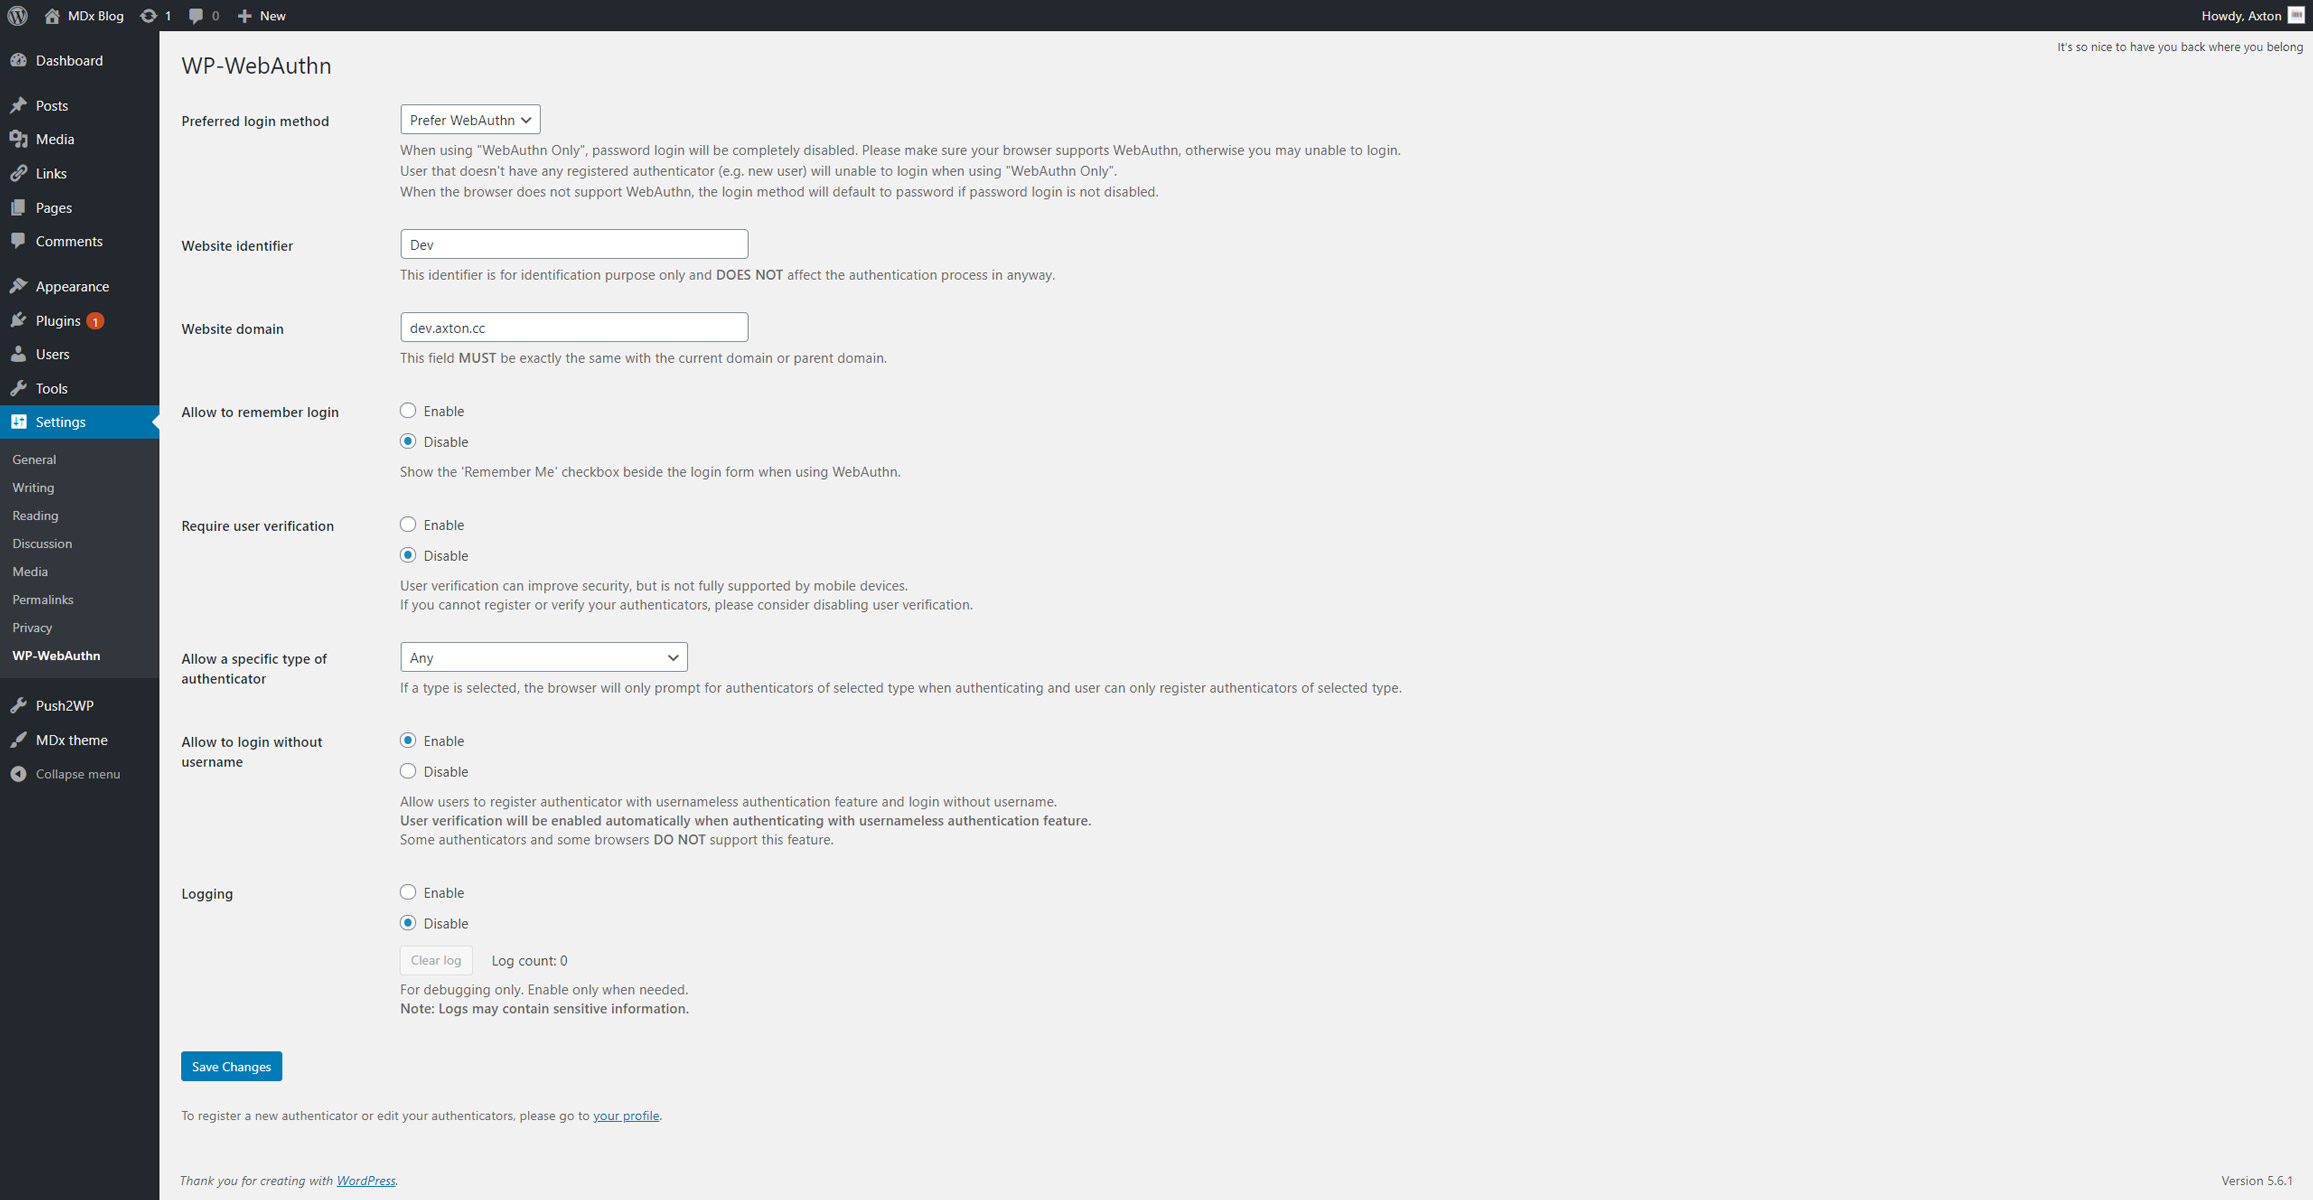 MDx Blog 1 0 New
Howdy, Axton
Dashboard
Posts
Media
Links
Pages
Comments
Appearance
Plugins 1
Users
Tools
Settings
General
Writing
Reading
Discussion
Media
Permalinks
Privacy
WP-WebAuthn
Push2WP
MDx theme
Collapse menu
It's so nice to have you back where you belong
WP-WebAuthn
Preferred login method
Prefer WebAuthn
When using "WebAuthn Only", password login will be completely disabled. Please make sure your browser supports WebAuthn, otherwise you may unable to login.
User that doesn't have any registered authenticator (e.g. new user) will unable to login when using "WebAuthn Only".
When the browser does not support WebAuthn, the login method will default to password if password login is not disabled.
Website identifier
Dev
This identifier is for identification purpose only and DOES NOT affect the authentication process in anyway.
Website domain
dev.axton.cc
This field MUST be exactly the same with the current domain or parent domain.
Allow to remember login
Enable
Disable
Show the 'Remember Me' checkbox beside the login form when using WebAuthn.
Require user verification
Enable
Disable
User verification can improve security, but is not fully supported by mobile devices.
If you cannot register or verify your authenticators, please consider disabling user verification.
Allow a specific type of
authenticator
Any
If a type is selected, the browser will only prompt for authenticators of selected type when authenticating and user can only register authenticators of selected type.
Allow to login without
username
Enable
Disable
Allow users to register authenticator with usernameless authentication feature and login without username.
User verification will be enabled automatically when authenticating with usernameless authentication feature.
Some authenticators and some browsers DO NOT support this feature.
Logging
Enable
Disable
Clear log Log count: 0
For debugging only. Enable only when needed.
Note: Logs may contain sensitive information.
Save Changes
To register a new authenticator or edit your authenticators, please go to your profile.
Thank you for creating with WordPress.
Version 5.6.1